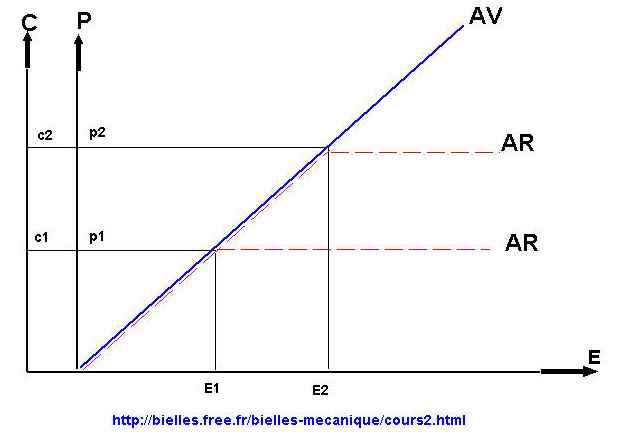 C P AV
c2 p2 AR
c1 p1 AR
E
E1 E2
http://bielles.free.fr/bielles-mecanique/cours2.html